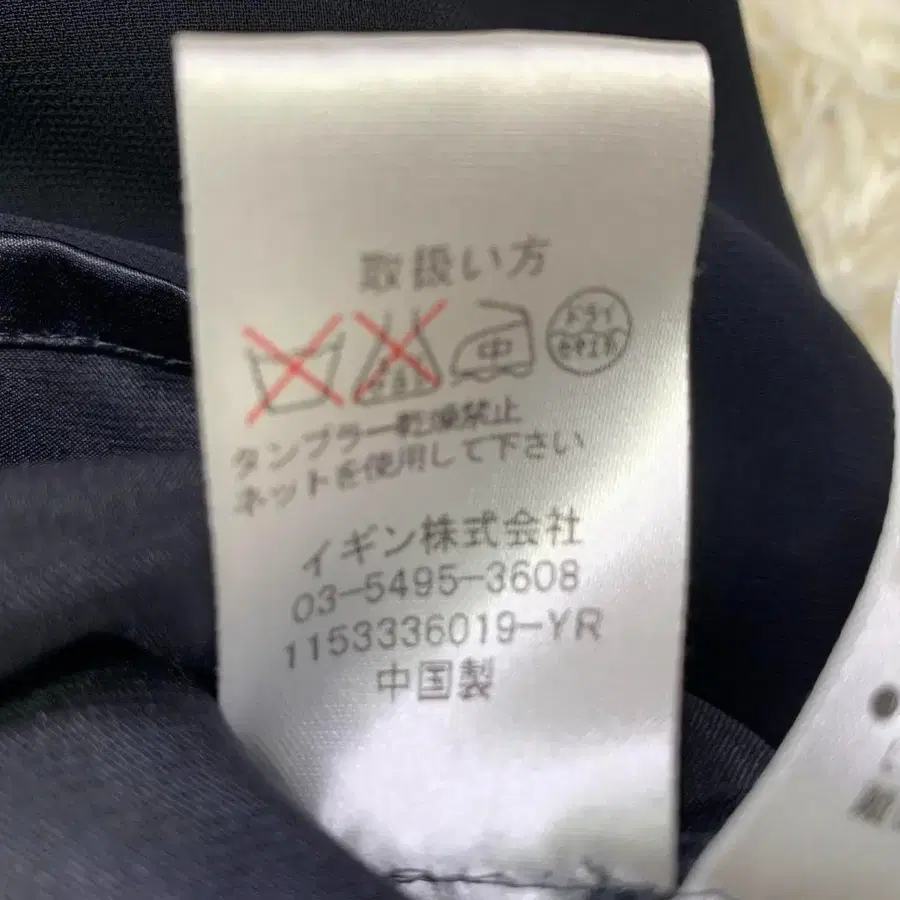 取扱い方
中 ドライ セキユ系
タンブラー乾燥禁止
ネットを使用して下さい
イギン株式会社
03-5495-3608
1153336019-YR
中国製